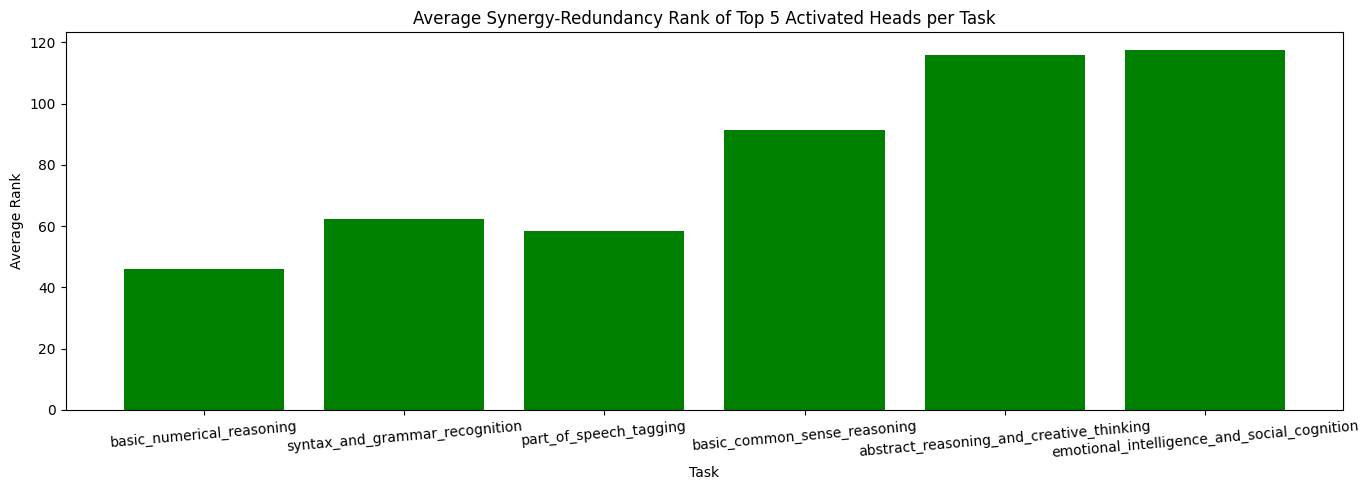 Average Synergy-Redundancy Rank of Top 5 Activated Heads per Task
Average Rank
120
100
80
60
40
20
0
basic_numerical_reasoning
syntax_and_grammar_recognition
part_of_speech_tagging
basic_common_sense_reasoning
abstract_reasoning_and_creative_thinking
emotional_intelligence_and_social_cognition
Task